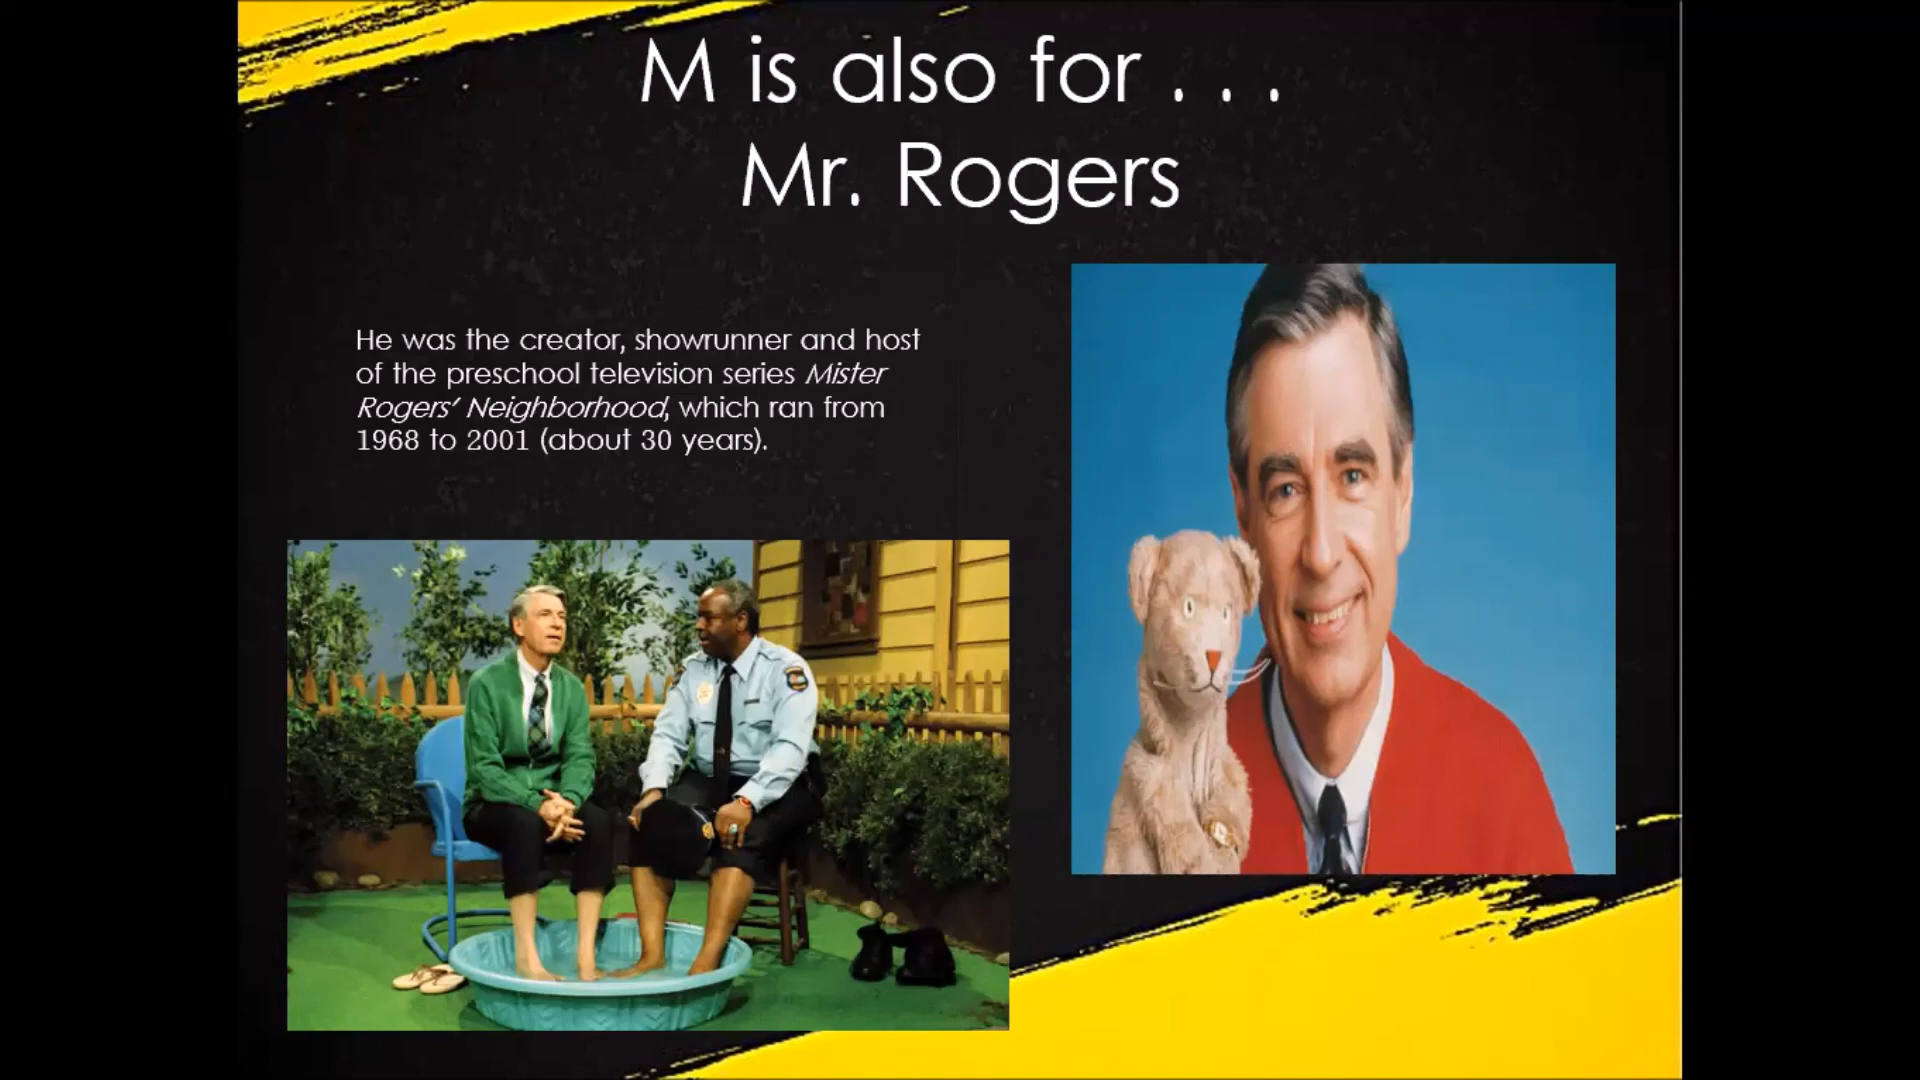 M is also for . . .
Mr. Rogers
He was the creator, showrunner and host
of the preschool television series Mister
Rogers’ Neighborhood, which ran from
1968 to 2001 (about 30 years).